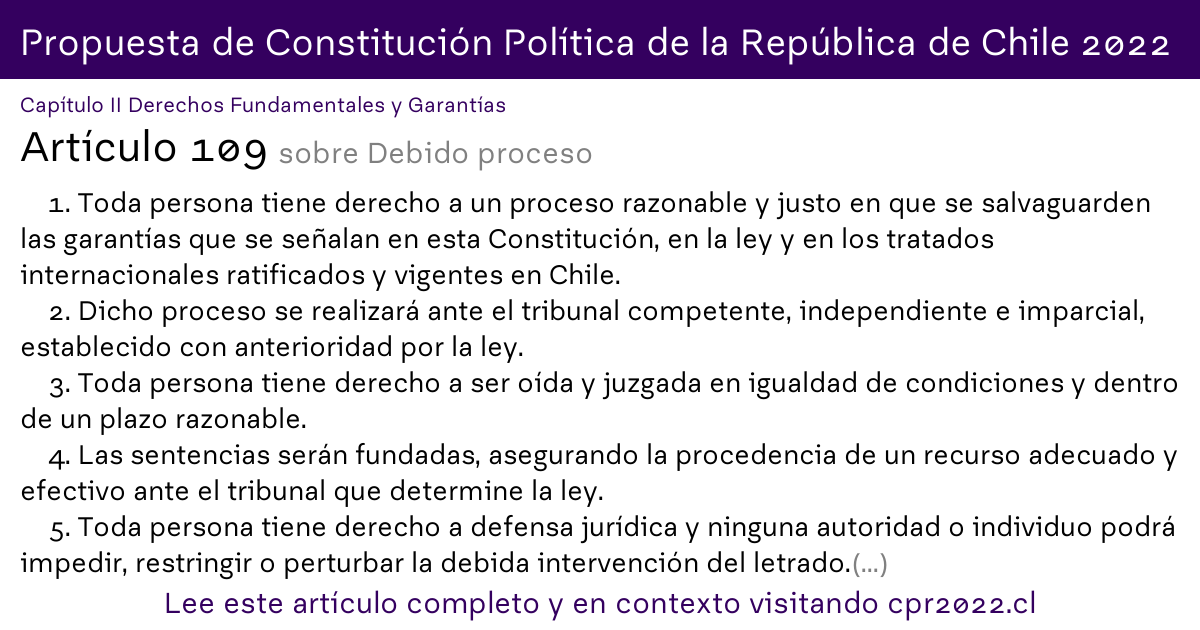 Propuesta de Constitución Política de la República de Chile 2022
Capítulo II Derechos Fundamentales y Garantías
Artículo 109 sobre Debido proceso
1. Toda persona tiene derecho a un proceso razonable y justo en que se salvaguarden
las garantías que se señalan en esta Constitución, en la ley y en los tratados
internacionales ratificados y vigentes en Chile.
2. Dicho proceso se realizará ante el tribunal competente, independiente e imparcial,
establecido con anterioridad por la ley.
3. Toda persona tiene derecho a ser oída y juzgada en igualdad de condiciones y dentro
de un plazo razonable.
4. Las sentencias serán fundadas, asegurando la procedencia de un recurso adecuado y
efectivo ante el tribunal que determine la ley.
5. Toda persona tiene derecho a defensa jurídica y ninguna autoridad o individuo podrá
impedir, restringir o perturbar la debida intervención del letrado.(...)
Lee este artículo completo y en contexto visitando cpr2022.cl